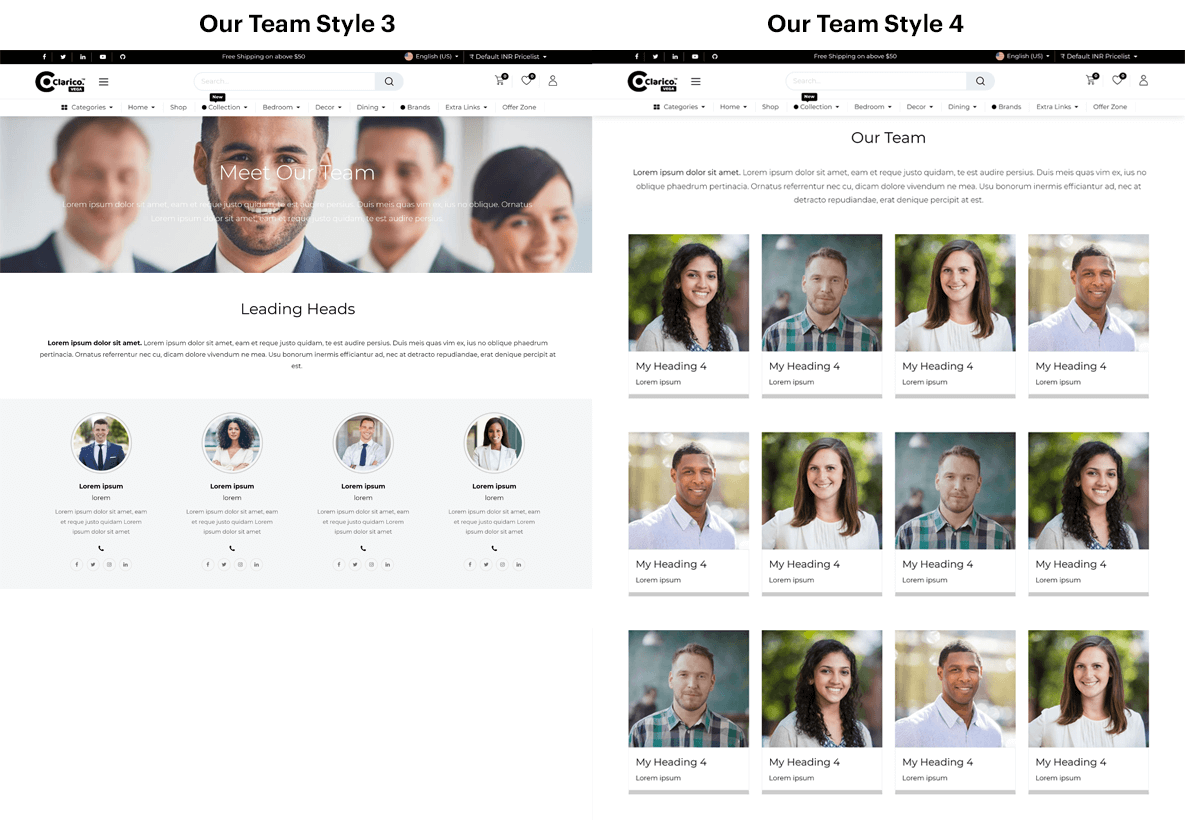 Our Team Style 3
Free Shipping on above $50
English (US)
₹ Default INR Pricelist
Clarico
VEGA
Search...
0
0
New
Categories
Home
Shop
Collection
Bedroom
Decor
Dining
Brands
Extra Links
Offer Zone
Meet Our Team
Lorem ipsum dolor sit amet, eam et reque justo quidam, te est audire persius. Duis meis quas vim ex, ius no oblique. Ornatus
Lorem ipsum dolor sit amet, eam et reque justo quidam, te est audire persius.
Leading Heads
Lorem ipsum dolor sit amet. Lorem ipsum dolor sit amet, eam et reque justo quidam, te est audire persius. Duis meis quas vim ex, ius no oblique phaedrum
pertinacia. Ornatus referrentur nec cu, dicam dolore vivendum ne mea. Usu bonorum inermis efficiantur ad, nec at detracto repudiandae, erat denique pertinacia sit
est.
Lorem ipsum
lorem
Lorem ipsum dolor sit amet, eam
et reque justo quidam Lorem
ipsum dolor sit amet
Lorem ipsum
lorem
Lorem ipsum dolor sit amet, eam
et reque justo quidam Lorem
ipsum dolor sit amet
Lorem ipsum
lorem
Lorem ipsum dolor sit amet, eam
et reque justo quidam Lorem
ipsum dolor sit amet
Lorem ipsum
lorem
Lorem ipsum dolor sit amet, eam
et reque justo quidam Lorem
ipsum dolor sit amet
Our Team Style 4
Free Shipping on above $50
English (US)
₹ Default INR Pricelist
Clarico
VEGA
Search...
0
0
New
Categories
Home
Shop
Collection
Bedroom
Decor
Dining
Brands
Extra Links
Offer Zone
Our Team
Lorem ipsum dolor sit amet. Lorem ipsum dolor sit amet, eam et reque justo quidam, te est audire persius. Duis meis quas vim ex, ius no
oblique phaedrum pertinacia. Ornatus referrentur nec cu, dicam dolore vivendum ne mea. Usu bonorum inermis efficiantur ad, nec at
detracto repudiandae, erat denique pertinacia sit est.
My Heading 4
Lorem ipsum
My Heading 4
Lorem ipsum
My Heading 4
Lorem ipsum
My Heading 4
Lorem ipsum
My Heading 4
Lorem ipsum
My Heading 4
Lorem ipsum
My Heading 4
Lorem ipsum
My Heading 4
Lorem ipsum
My Heading 4
Lorem ipsum
My Heading 4
Lorem ipsum
My Heading 4
Lorem ipsum
My Heading 4
Lorem ipsum